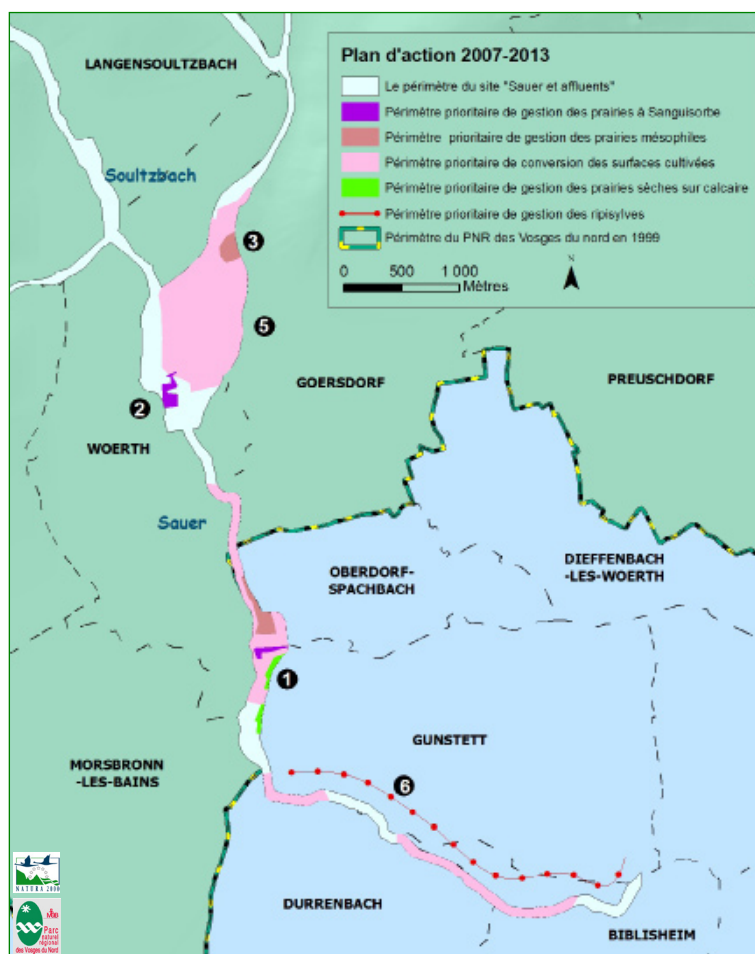 Plan d'action 2007-2013
Le périmètre du site "Sauer et affluents"
Périmètre prioritaire de gestion des prairies à Sanguisorbe
Périmètre prioritaire de gestion des prairies mésophiles
Périmètre prioritaire de conversion des surfaces cultivées
Périmètre prioritaire de gestion des prairies sèches sur calcaire
Périmètre prioritaire de gestion des ripisylves
Périmètre du PNR des Vosges du nord en 1999
0 500 1 000
Mètres
N
LANGENSOULTZBACH
Soultzbach
3
5
GOERSDORF
PREUSCHDORF
2
WOERTH
Sauer
OBERDORF-
SPACHBACH
DIEFFENBACH
-LES-WOERTH
1
GUNSTETT
MORSBRONN
-LES-BAINS
6
DURRENBACH
BIBLISHEIM
NATURA 2000
Parc
naturel
régional
des Vosges du Nord